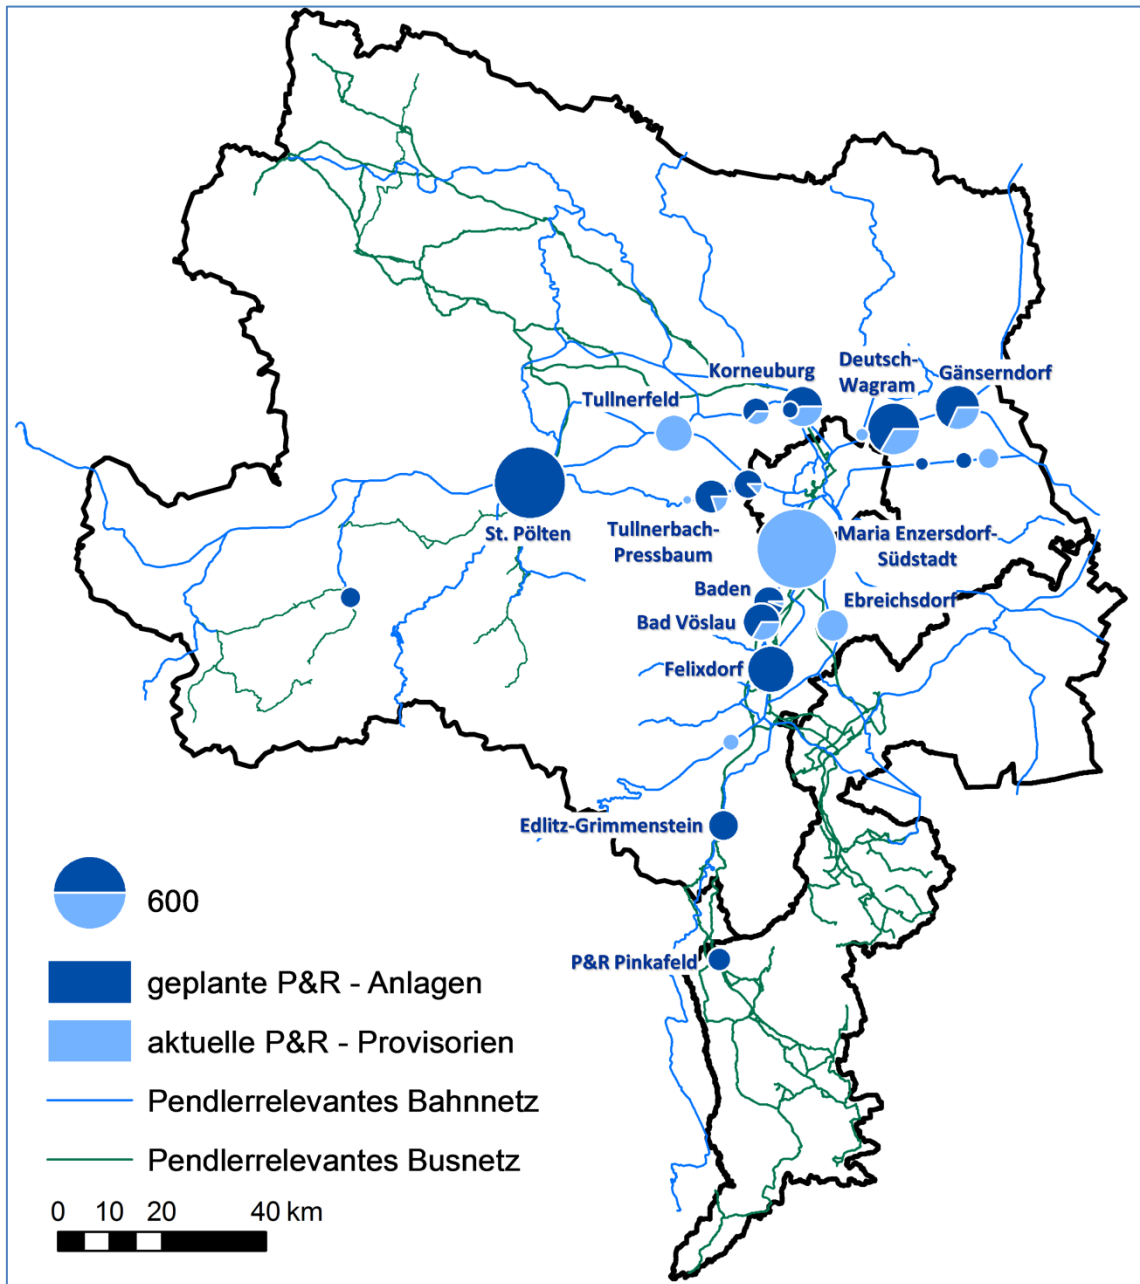 Korneuburg
Deutsch-
Wagram
Gänserndorf
Tullnerfeld
St. Pölten
Tullnerbach-
Pressbaum
Maria Enzersdorf-
Südstadt
Baden
Ebreichsdorf
Bad Vöslau
Felixdorf
Edlitz-Grimmenstein
P&R Pinkafeld
600
geplante P&R - Anlagen
aktuelle P&R - Provisorien
Pendlerrelevantes Bahnnetz
Pendlerrelevantes Busnetz
0 10 20 40 km